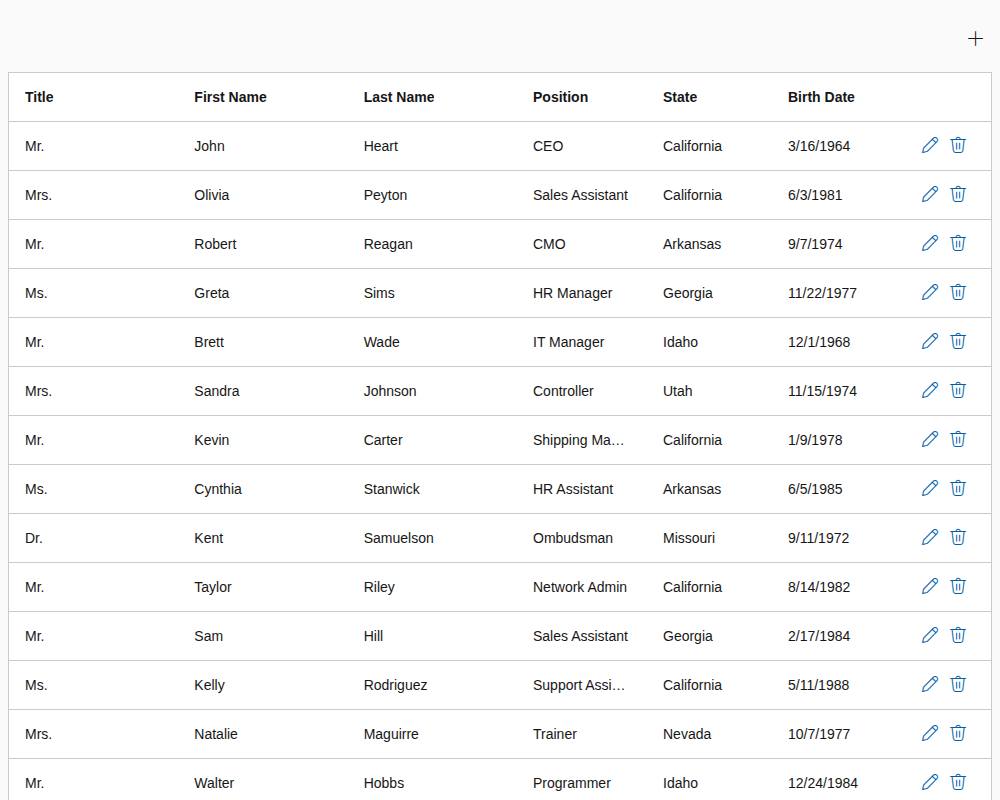 Title First Name Last Name Position State Birth Date
Mr. John Heart CEO California 3/16/1964
Mrs. Olivia Peyton Sales Assistant California 6/3/1981
Mr. Robert Reagan CMO Arkansas 9/7/1974
Ms. Greta Sims HR Manager Georgia 11/22/1977
Mr. Brett Wade IT Manager Idaho 12/1/1968
Mrs. Sandra Johnson Controller Utah 11/15/1974
Mr. Kevin Carter Shipping Ma… California 1/9/1978
Ms. Cynthia Stanwick HR Assistant Arkansas 6/5/1985
Dr. Kent Samuelson Ombudsman Missouri 9/11/1972
Mr. Taylor Riley Network Admin California 8/14/1982
Mr. Sam Hill Sales Assistant Georgia 2/17/1984
Ms. Kelly Rodriguez Support Assi… California 5/11/1988
Mrs. Natalie Maguirre Trainer Nevada 10/7/1977
Mr. Walter Hobbs Programmer Idaho 12/24/1984